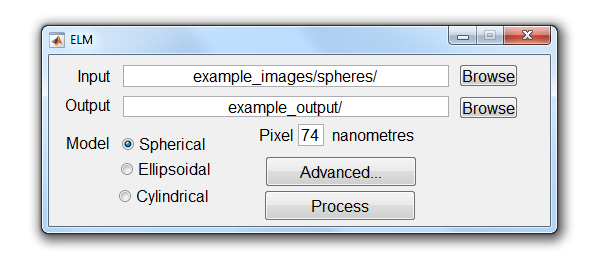 ELM
Input example_images/spheres/ Browse
Output example_output/ Browse
Model Spherical Pixel 74 nanometres
Ellipsoidal Advanced...
Cylindrical Process